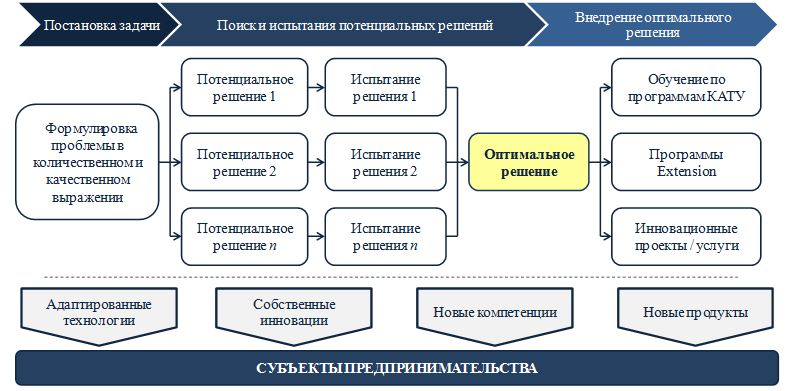 Постановка задачи
Поиск и испытания потенциальных решений
Внедрение оптимального
решения
Формулировка
проблемы в
количественном и
качественном
выражении
Потенциальное
решение 1
Испытание
решения 1
Потенциальное
решение 2
Испытание
решения 2
Потенциальное
решение n
Испытание
решения n
Оптимальное
решение
Обучение по
программам КАТУ
Программы
Extension
Инновационные
проекты / услуги
Адаптированные
технологии
Собственные
инновации
Новые компетенции
Новые продукты
СУБЪЕКТЫ ПРЕДПРИНИМАТЕЛЬСТВА